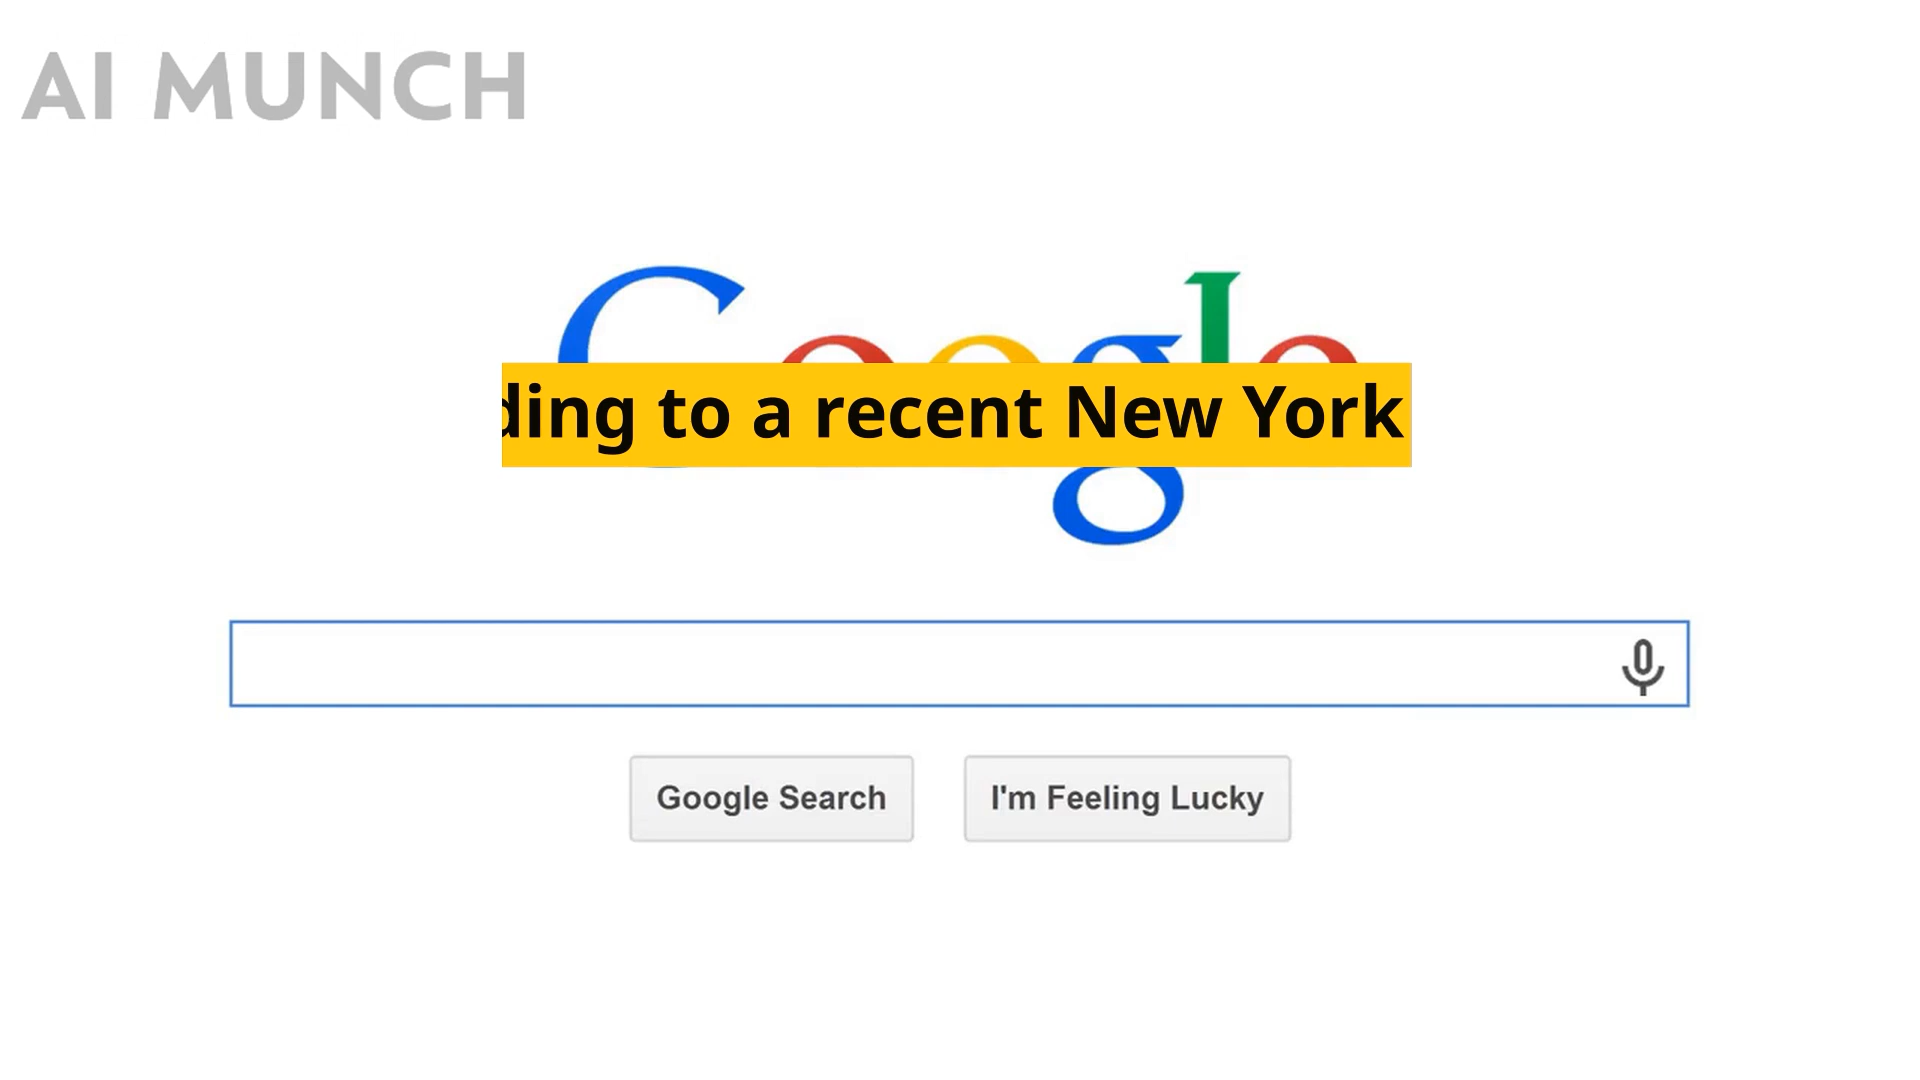 AI MUNCH
Google
ding to a recent New York
Google Search
I'm Feeling Lucky